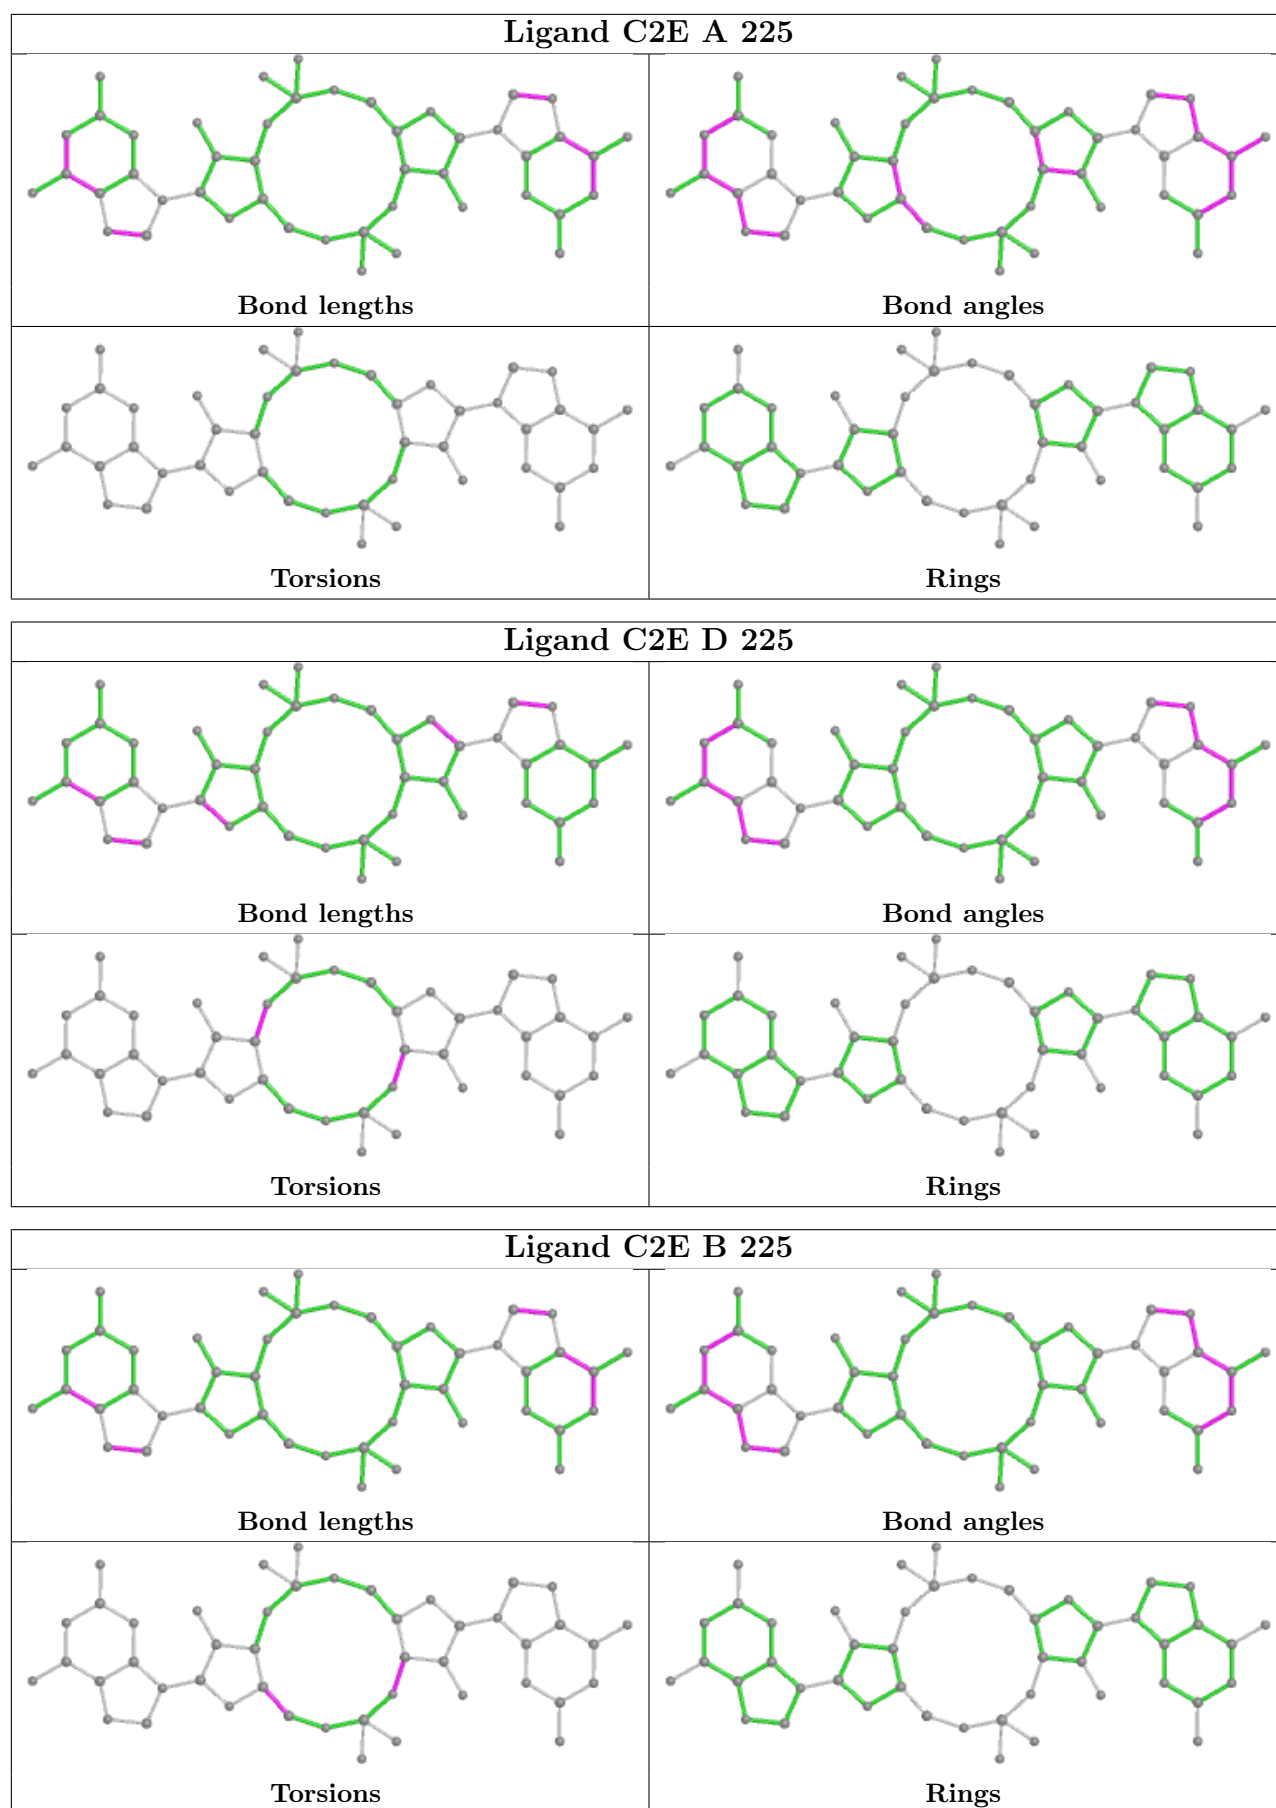 Ligand C2E A 225
Bond lengths
Bond angles
Torsions
Rings
Ligand C2E D 225
Bond lengths
Bond angles
Torsions
Rings
Ligand C2E B 225
Bond lengths
Bond angles
Torsions
Rings